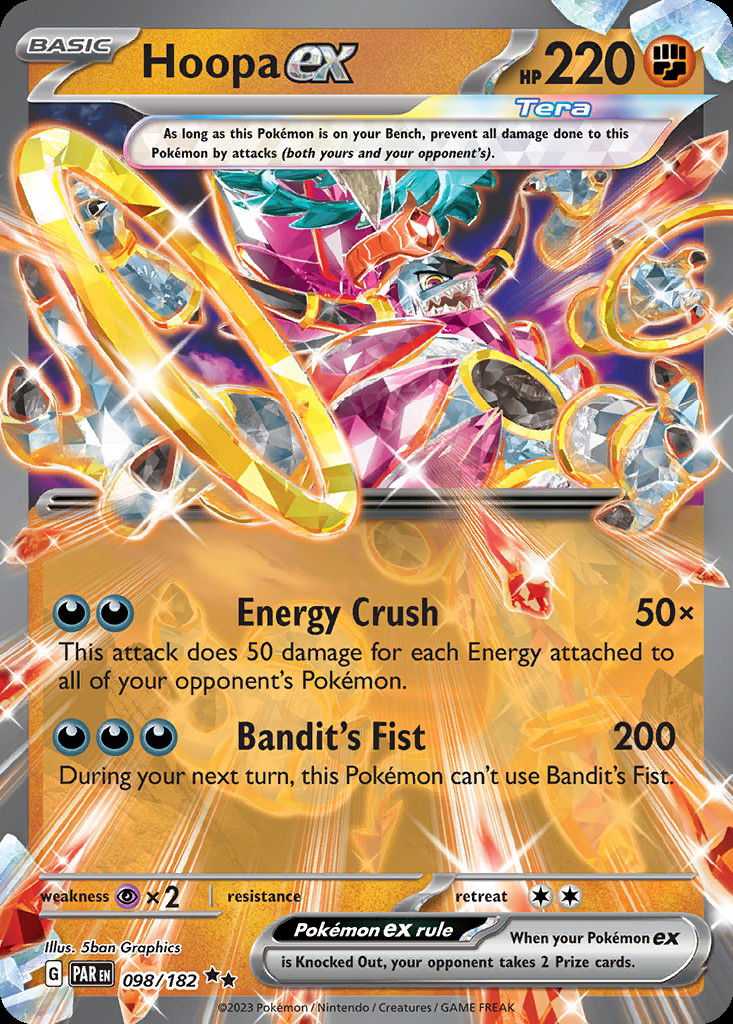 BASIC
Hoopa ex
HP 220
Tera
As long as this Pokémon is on your Bench, prevent all damage done to this
Pokémon by attacks (both yours and your opponent's).
Energy Crush 50×
This attack does 50 damage for each Energy attached to
all of your opponent's Pokémon.
Bandit's Fist 200
During your next turn, this Pokémon can't use Bandit's Fist.
weakness ×2 resistance retreat
Illus. 5ban Graphics
Pokémon ex rule
When your Pokémon ex
is Knocked Out, your opponent takes 2 Prize cards.
G PAR EN 098/182
©2023 Pokémon / Nintendo / Creatures / GAME FREAK